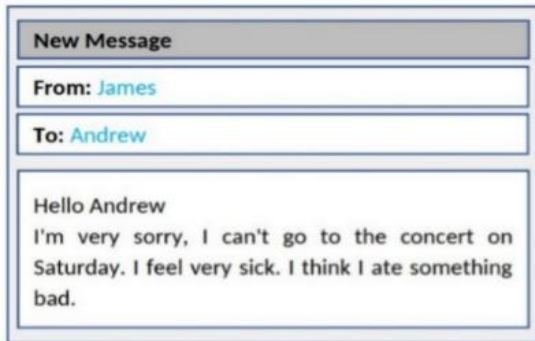 New Message
From: James
To: Andrew
Hello Andrew
I'm very sorry, I can't go to the concert on
Saturday. I feel very sick. I think I ate something
bad.